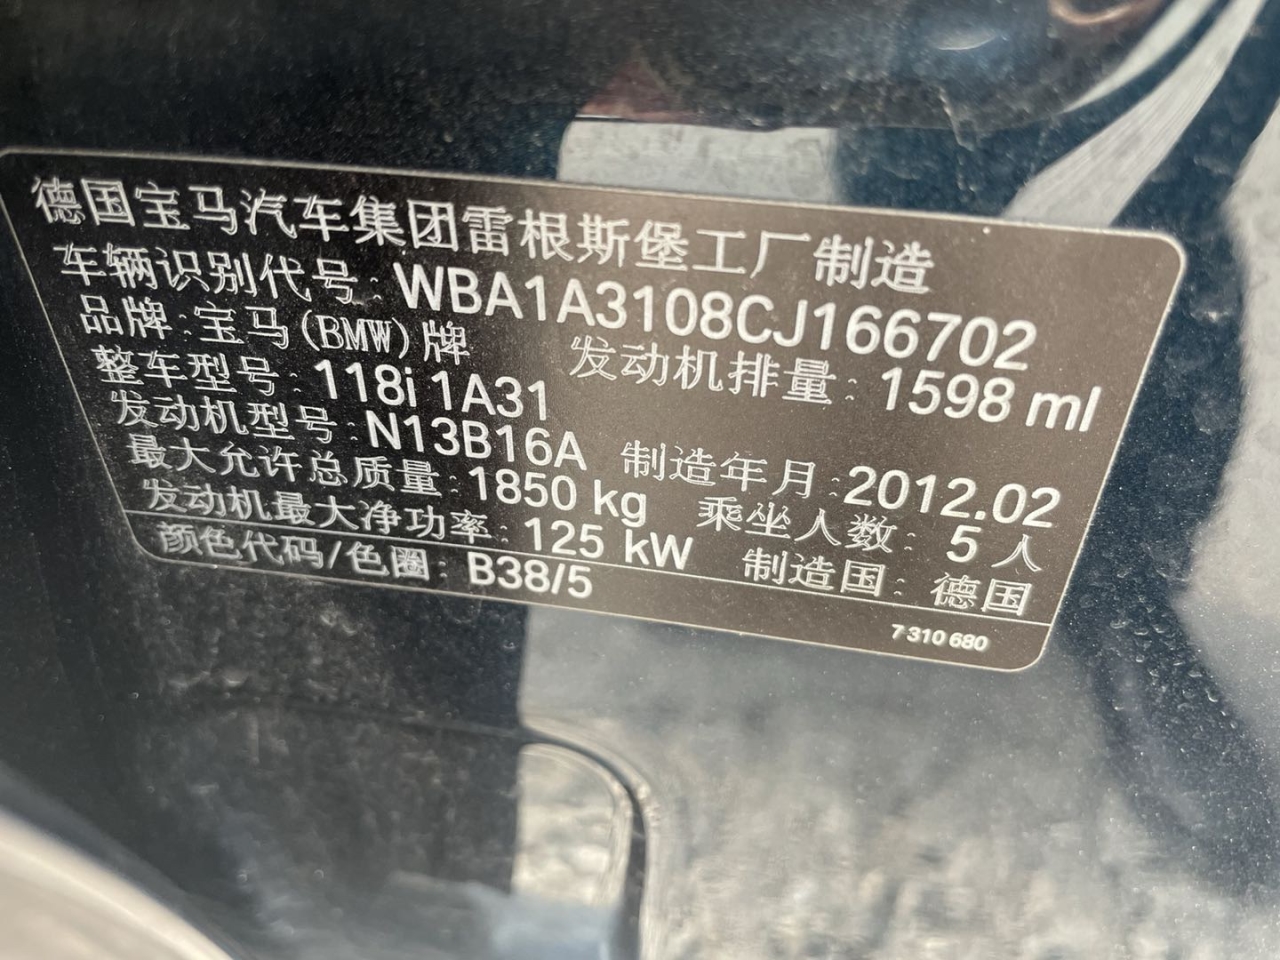 德国宝马汽车集团雷根斯堡工厂制造
车辆识别代号: WBA1A3108CJ166702
品牌:宝马(BMW)牌 发动机排量: 1598 ml
整车型号: 118i 1A31
发动机型号:N13B16A 制造年月:2012.02
最大允许总质量:1850 kg 乘坐人数: 5 人
发动机最大净功率: 125 kW 制造国: 德国
颜色代码/色圈: B38/5
7 310 680